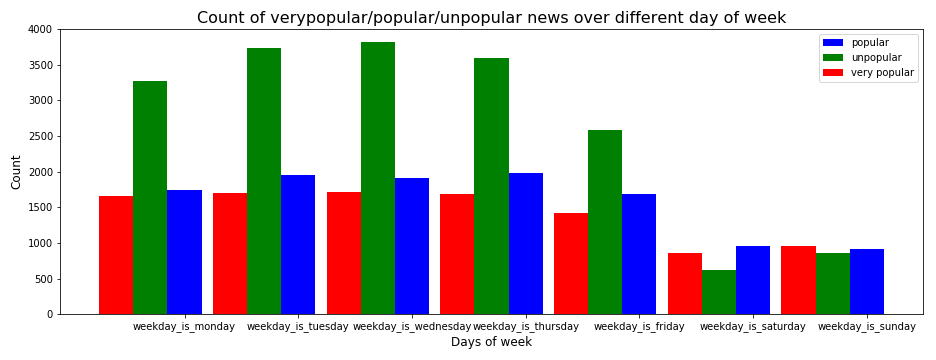 Count of verypopular/popular/unpopular news over different day of week
4000
3500
3000
2500
2000
1500
1000
500
0
Count
popular
unpopular
very popular
weekday_is_monday
weekday_is_tuesday
weekday_is_wednesday
weekday_is_thursday
weekday_is_friday
weekday_is_saturday
weekday_is_sunday
Days of week